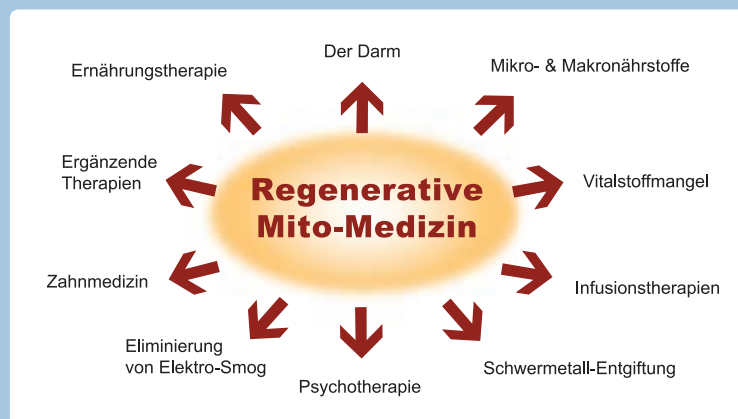 Der Darm
Ernährungstherapie
Mikro- & Makronährstoffe
Ergänzende
Therapien
Regenerative
Mito-Medizin
Vitalstoffmangel
Zahnmedizin
Infusionstherapien
Eliminierung
von Elektro-Smog
Schwermetall-Entgiftung
Psychotherapie